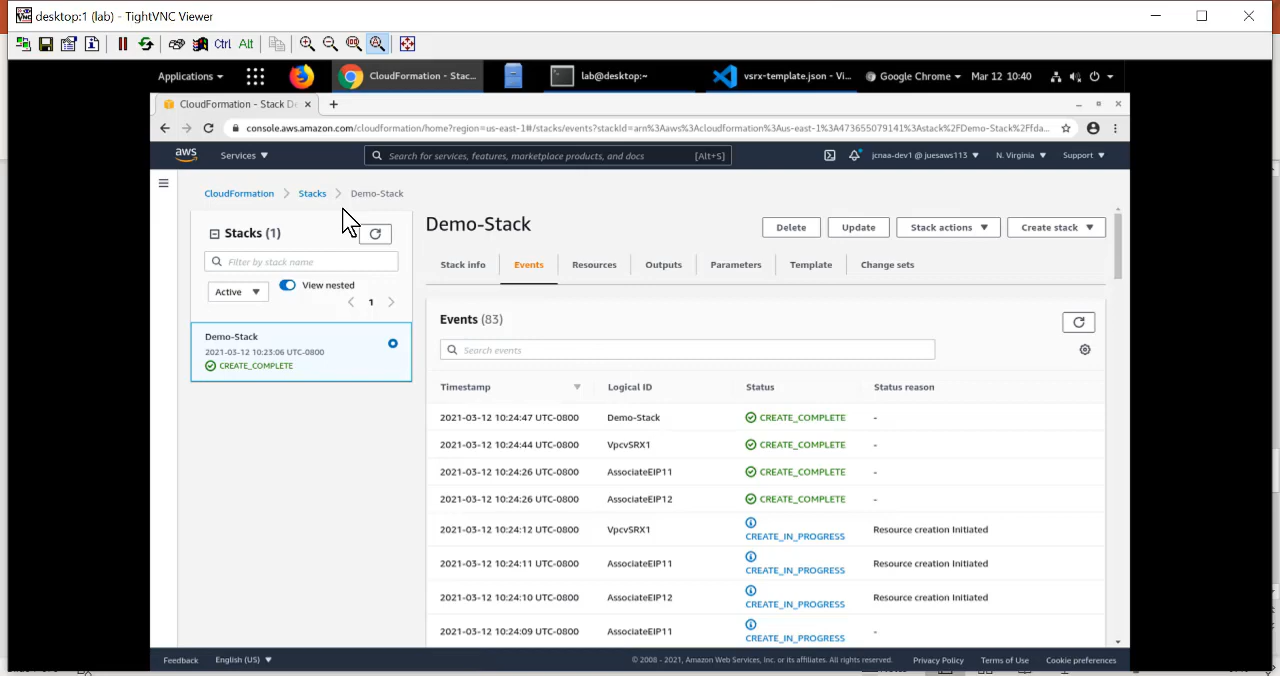 desktop:1 (lab) - TightVNC Viewer
Ctrl Alt
Applications
CloudFormation - Stac...
lab@desktop:~
vsrx-template.json - Vi...
Google Chrome
Mar 12 10:40
CloudFormation - Stack De
console.aws.amazon.com/cloudformation/home?region=us-east-1#/stacks/events?stackId=arn%3Aaws%3Acloudformation%3Aus-east-1%3A473655079141%3Astack%2FDemo-Stack%2Ffda...
aws
Services
Search for services, features, marketplace products, and docs [Alt+S]
jcnaa-dev1 @ juesaws113
N. Virginia
Support
CloudFormation > Stacks > Demo-Stack
Stacks (1)
Filter by stack name
Active
View nested
< 1 >
Demo-Stack
2021-03-12 10:23:06 UTC-0800
CREATE_COMPLETE
Demo-Stack
Delete
Update
Stack actions
Create stack
Stack info
Events
Resources
Outputs
Parameters
Template
Change sets
Events (83)
Search events
Timestamp Logical ID Status Status reason
2021-03-12 10:24:47 UTC-0800 Demo-Stack CREATE_COMPLETE -
2021-03-12 10:24:44 UTC-0800 VpcvSRX1 CREATE_COMPLETE -
2021-03-12 10:24:26 UTC-0800 AssociateEIP11 CREATE_COMPLETE -
2021-03-12 10:24:26 UTC-0800 AssociateEIP12 CREATE_COMPLETE -
2021-03-12 10:24:12 UTC-0800 VpcvSRX1 CREATE_IN_PROGRESS Resource creation Initiated
2021-03-12 10:24:11 UTC-0800 AssociateEIP11 CREATE_IN_PROGRESS Resource creation Initiated
2021-03-12 10:24:10 UTC-0800 AssociateEIP12 CREATE_IN_PROGRESS Resource creation Initiated
2021-03-12 10:24:09 UTC-0800 AssociateEIP11 CREATE_IN_PROGRESS -
Feedback
English (US)
© 2008 - 2021, Amazon Web Services, Inc. or its affiliates. All rights reserved.
Privacy Policy
Terms of Use
Cookie preferences